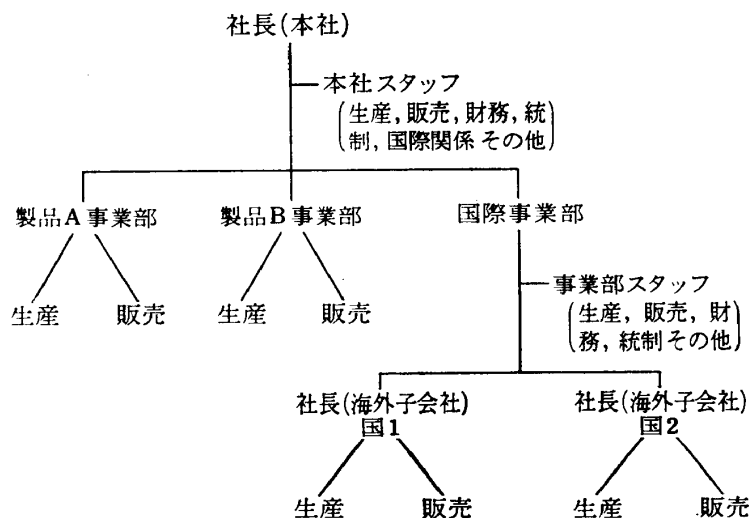 社長(本社)
本社スタッフ
(生産,販売,財務,統
制,国際関係その他)
製品A事業部 製品B事業部 国際事業部
生産 販売 生産 販売
事業部スタッフ
(生産,販売,財
務,統制その他)
社長(海外子会社) 社長(海外子会社)
国1 国2
生産 販売 生産 販売